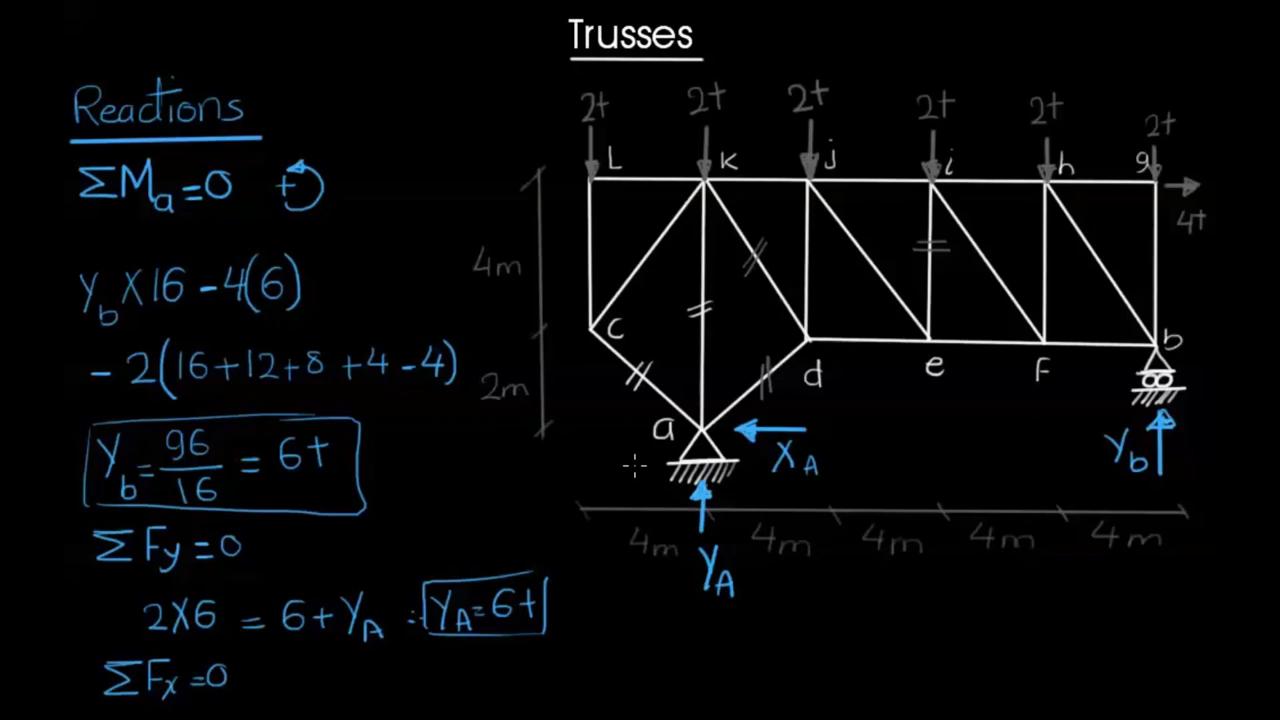 Trusses
Reactions
ΣMa=0 +
Yb×16-4(6)
-2(16+12+8+4-4)
Yb=96/16=6t
ΣFy=0
2×6=6+YA ∴YA=6t
ΣFx=0
2t 2t 2t 2t 2t 2t
L k j i h g
4t
4m
c
2m
d e f b
a
XA
Yb
YA
4m 4m 4m 4m 4m